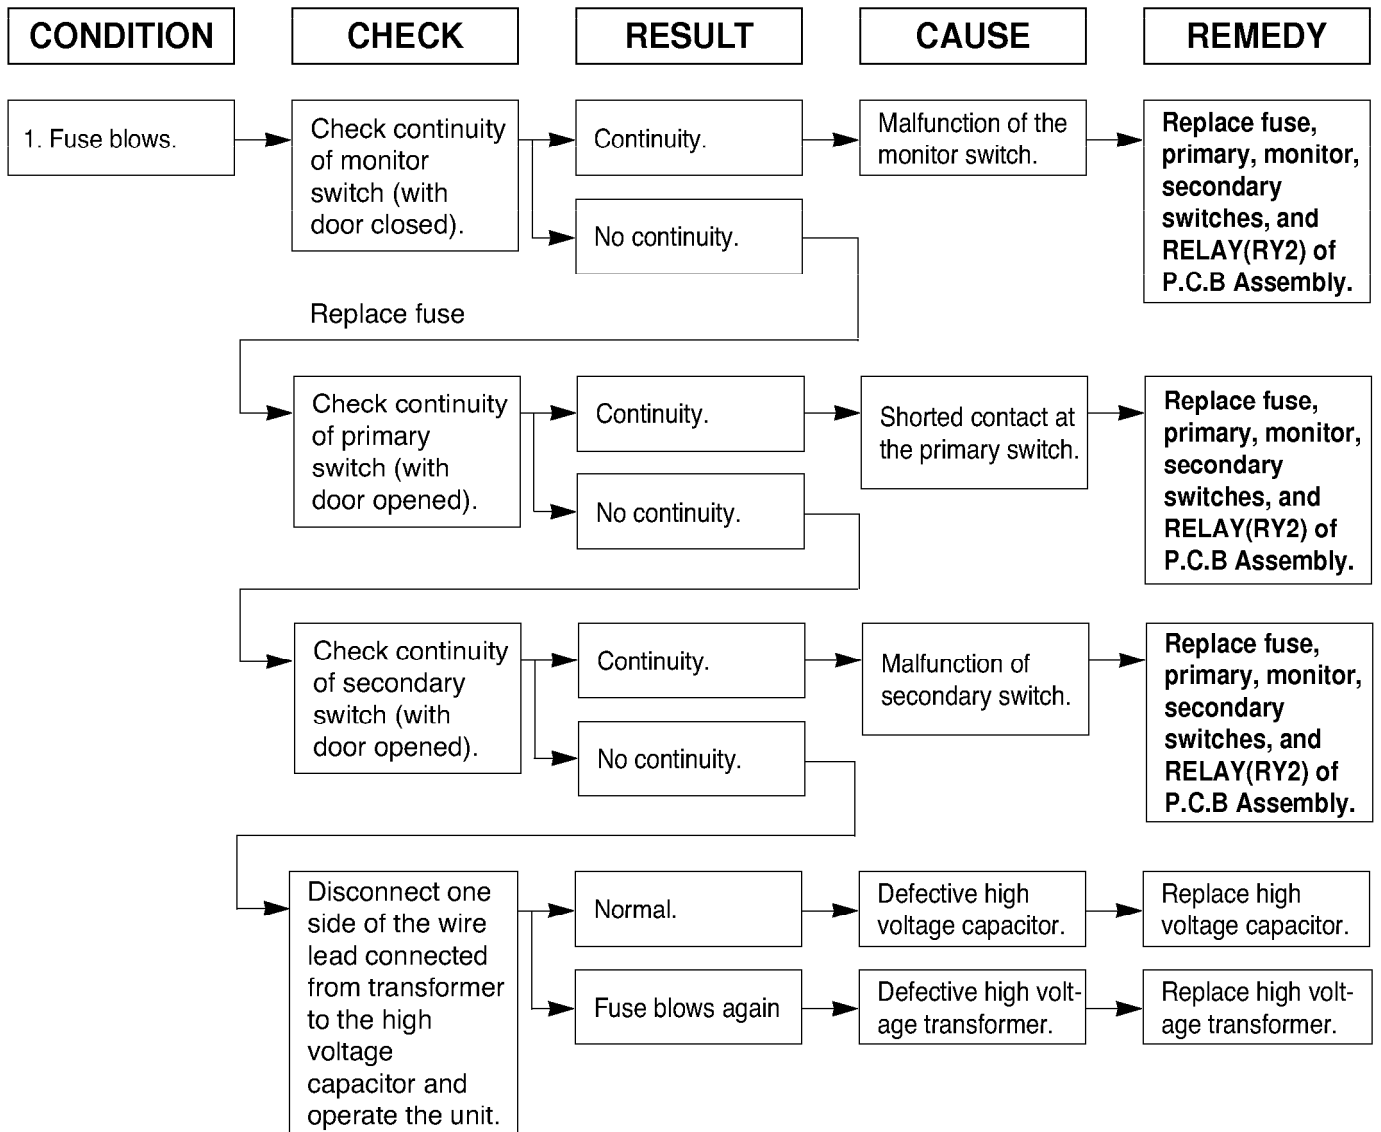 CONDITION
CHECK
RESULT
CAUSE
REMEDY
1. Fuse blows.
Check continuity
of monitor
switch (with
door closed).
Continuity.
Malfunction of the
monitor switch.
Replace fuse,
primary, monitor,
secondary
switches, and
RELAY(RY2) of
P.C.B Assembly.
No continuity.
Replace fuse
Check continuity
of primary
switch (with
door opened).
Continuity.
Shorted contact at
the primary switch.
Replace fuse,
primary, monitor,
secondary
switches, and
RELAY(RY2) of
P.C.B Assembly.
No continuity.
Check continuity
of secondary
switch (with
door opened).
Continuity.
Malfunction of
secondary switch.
Replace fuse,
primary, monitor,
secondary
switches, and
RELAY(RY2) of
P.C.B Assembly.
No continuity.
Disconnect one
side of the wire
lead connected
from transformer
to the high
voltage
capacitor and
operate the unit.
Normal.
Defective high
voltage capacitor.
Replace high
voltage capacitor.
Fuse blows again
Defective high volt-
age transformer.
Replace high volt-
age transformer.